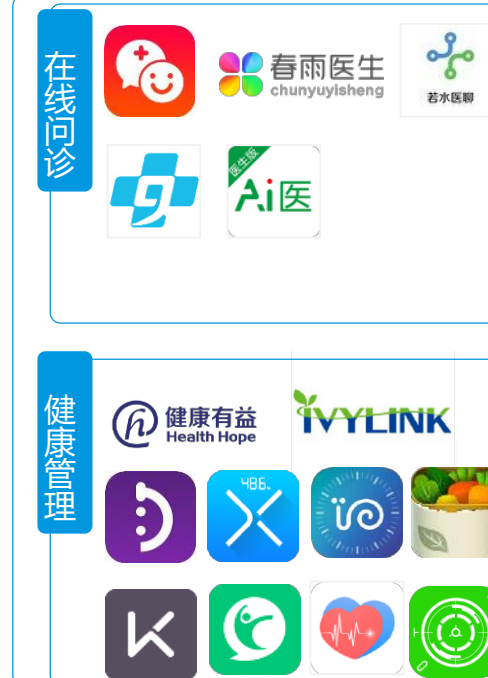 在线问诊
春雨医生
chunyuyisheng
若水医聊
医生版
Ai医
健康管理
健康有益
Health Hope
IVYLINK
486